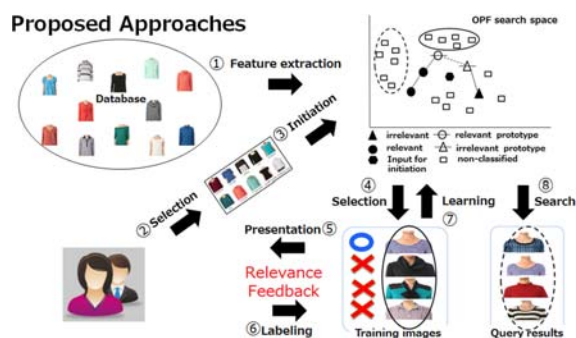 Proposed Approaches
OPF search space
① Feature extraction
Database
③ Initiation
irrelevant
relevant prototype
relevant
irrelevant prototype
Input for
initiation
non-classified
② Selection
④
Selection
Learning
⑦
⑧
Search
Presentation ⑤
Relevance
Feedback
⑥ Labeling
Training images
Query results